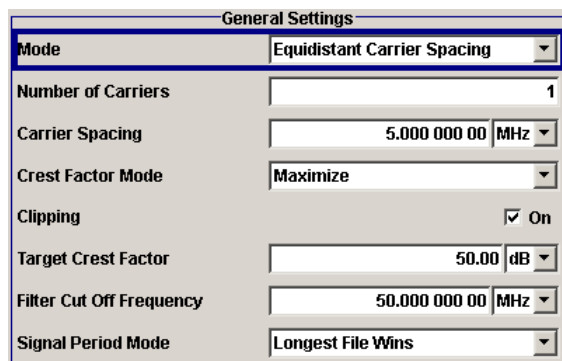 General Settings
Mode Equidistant Carrier Spacing
Number of Carriers 1
Carrier Spacing 5.000 000 00 MHz
Crest Factor Mode Maximize
Clipping On
Target Crest Factor 50.00 dB
Filter Cut Off Frequency 50.000 000 00 MHz
Signal Period Mode Longest File Wins